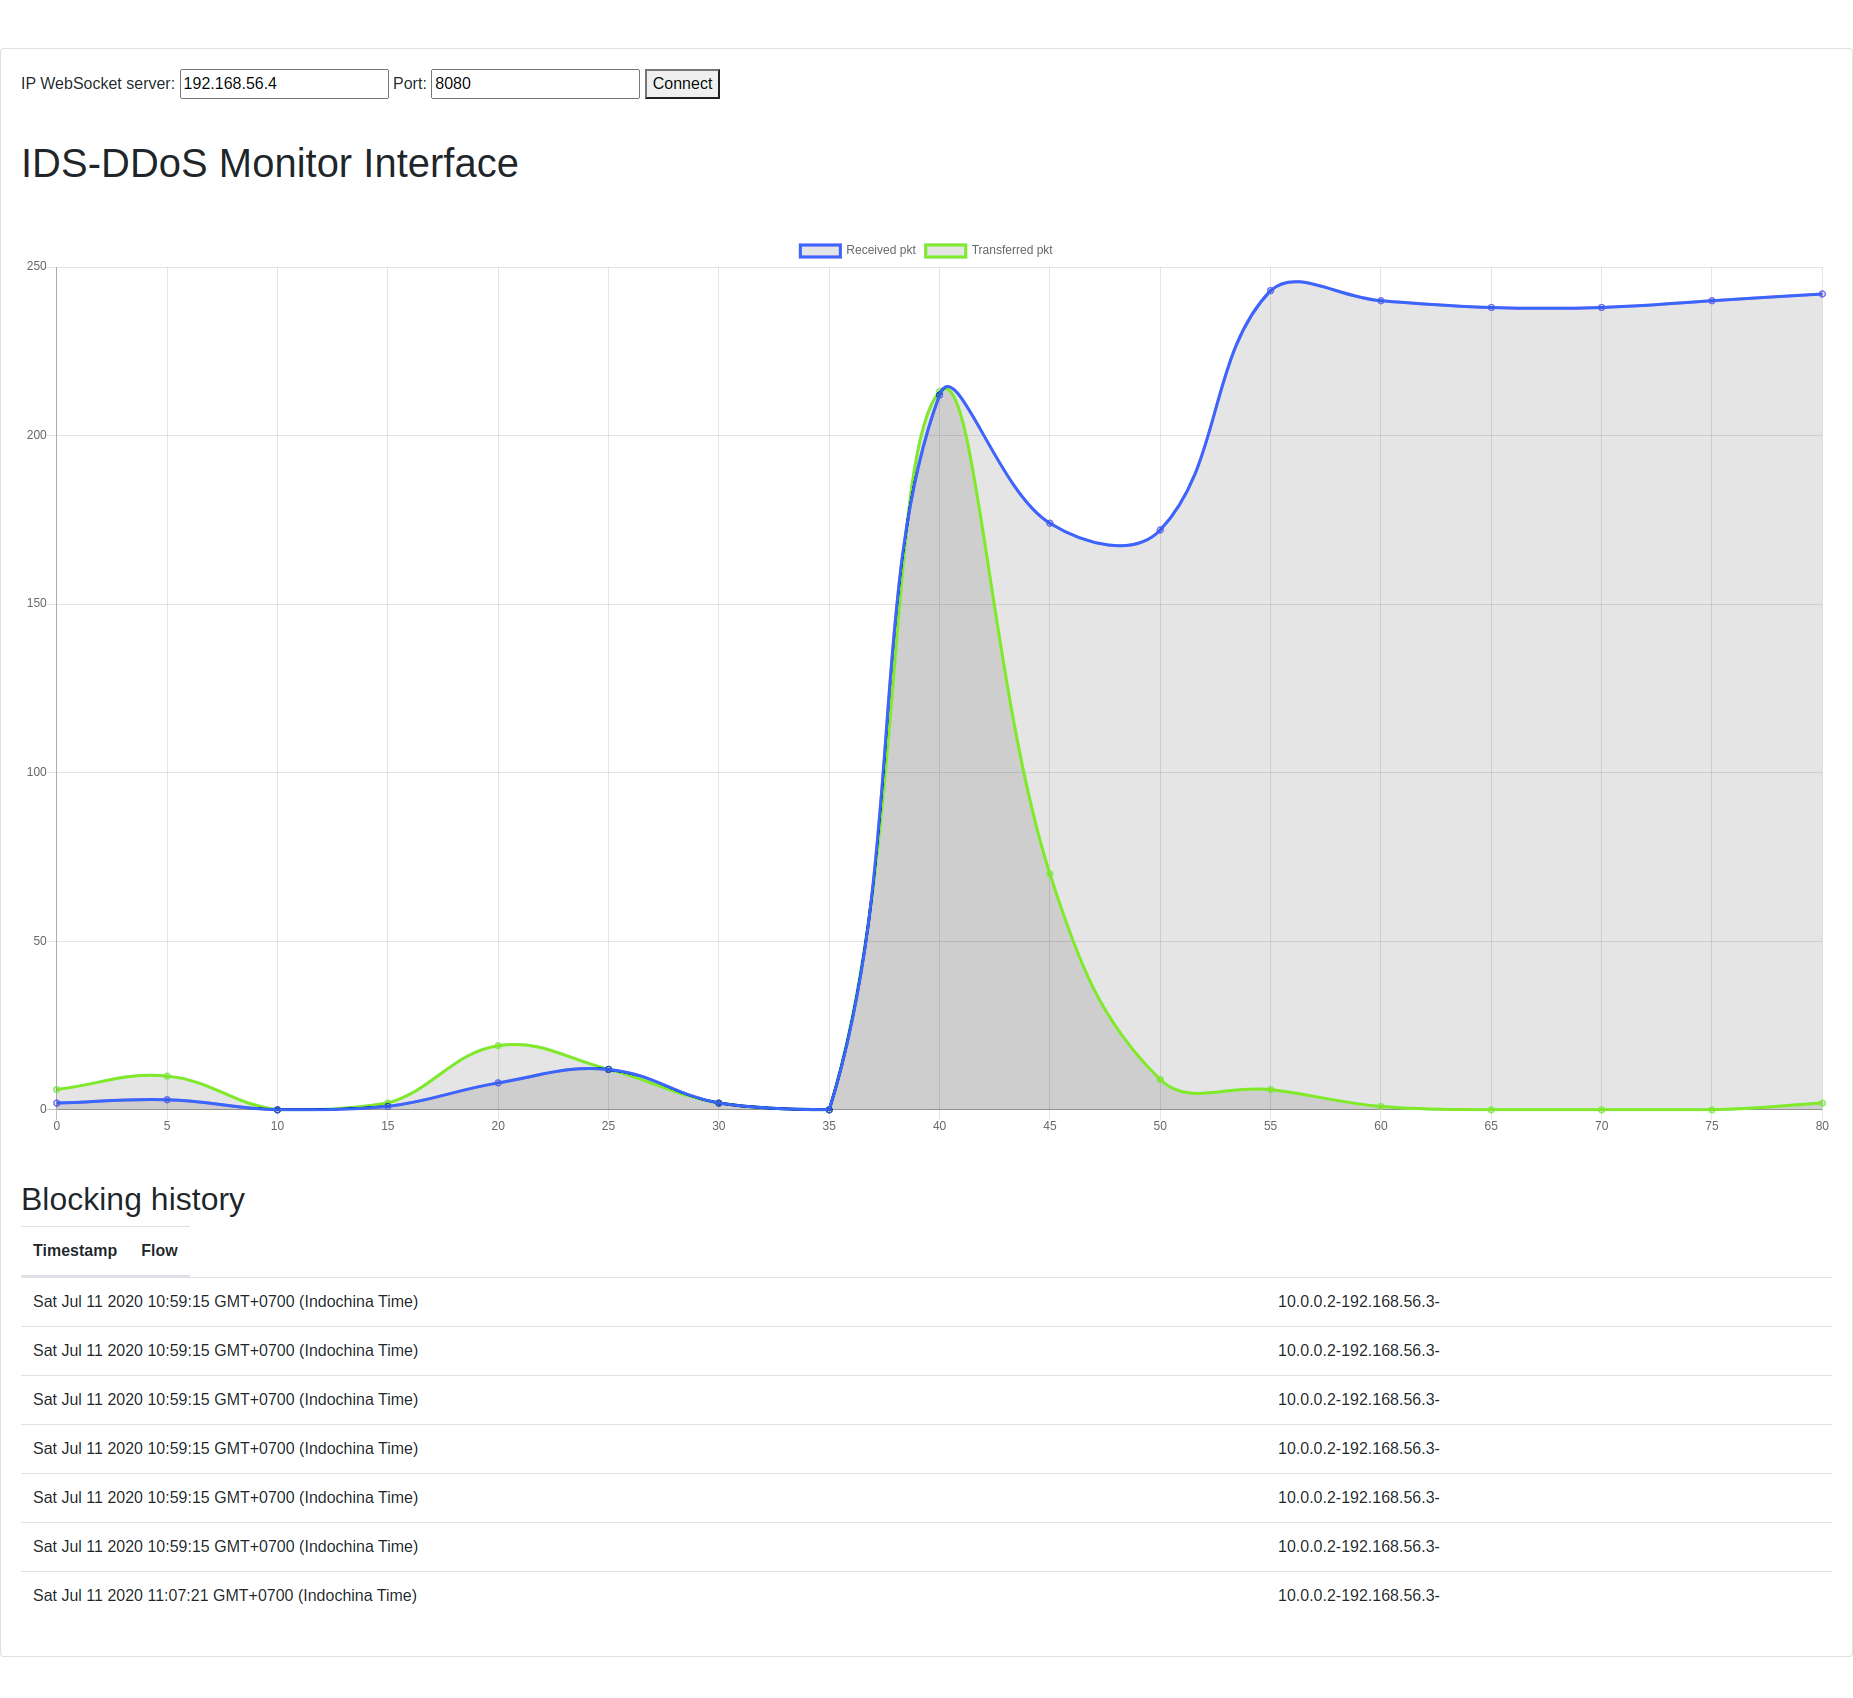 IP WebSocket server: 192.168.56.4 Port: 8080 Connect
IDS-DDoS Monitor Interface
Received pkt Transferred pkt
250
200
150
100
50
0
0 5 10 15 20 25 30 35 40 45 50 55 60 65 70 75 80
Blocking history
Timestamp Flow
Sat Jul 11 2020 10:59:15 GMT+0700 (Indochina Time) 10.0.0.2-192.168.56.3-
Sat Jul 11 2020 10:59:15 GMT+0700 (Indochina Time) 10.0.0.2-192.168.56.3-
Sat Jul 11 2020 10:59:15 GMT+0700 (Indochina Time) 10.0.0.2-192.168.56.3-
Sat Jul 11 2020 10:59:15 GMT+0700 (Indochina Time) 10.0.0.2-192.168.56.3-
Sat Jul 11 2020 10:59:15 GMT+0700 (Indochina Time) 10.0.0.2-192.168.56.3-
Sat Jul 11 2020 10:59:15 GMT+0700 (Indochina Time) 10.0.0.2-192.168.56.3-
Sat Jul 11 2020 11:07:21 GMT+0700 (Indochina Time) 10.0.0.2-192.168.56.3-